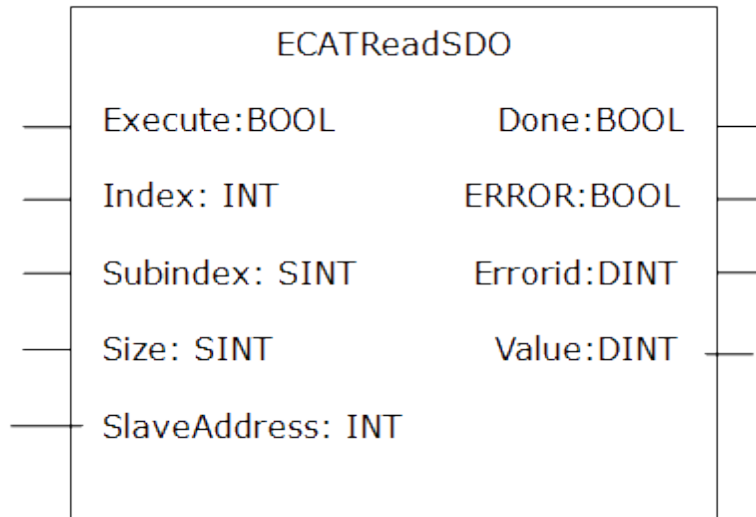 ECATReadSDO
Execute:BOOL Done:BOOL
Index: INT ERROR:BOOL
Subindex: SINT Errorid:DINT
Size: SINT Value:DINT
SlaveAddress: INT